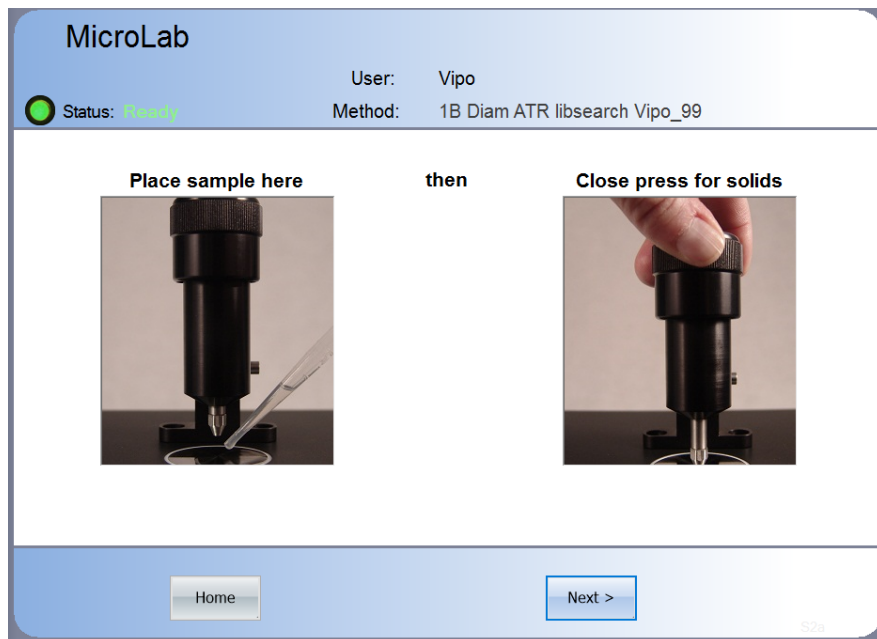 MicroLab
User: Vipo
Status: Ready
Method: 1B Diam ATR libsearch Vipo_99
Place sample here then Close press for solids
Home Next >
S2a